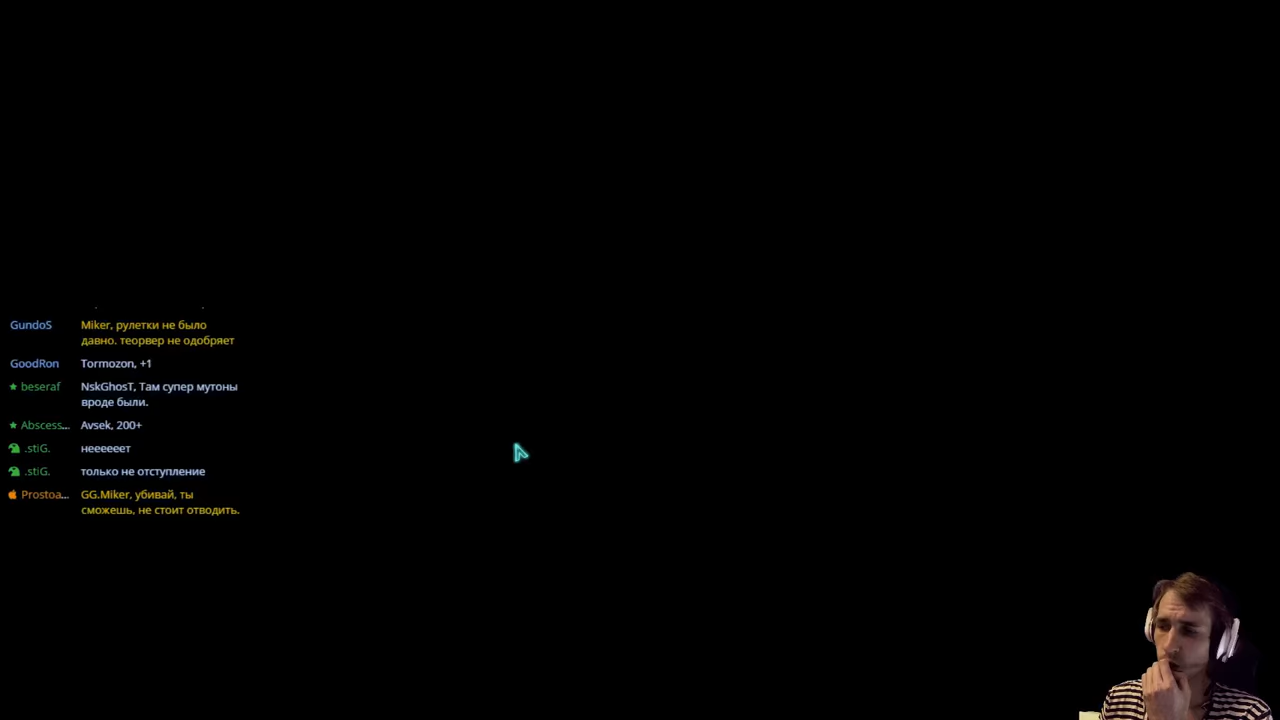 GundoS Miker, рулетки не было
давно. теорвер не одобряет
GoodRon Tormozon, +1
beseraf NskGhosT, Там супер мутоны
вроде были.
Abscess... Avsek, 200+
.stiG. неееееет
.stiG. только не отступление
Prostoa... GG.Miker, убивай, ты
сможешь, не стоит отводить.